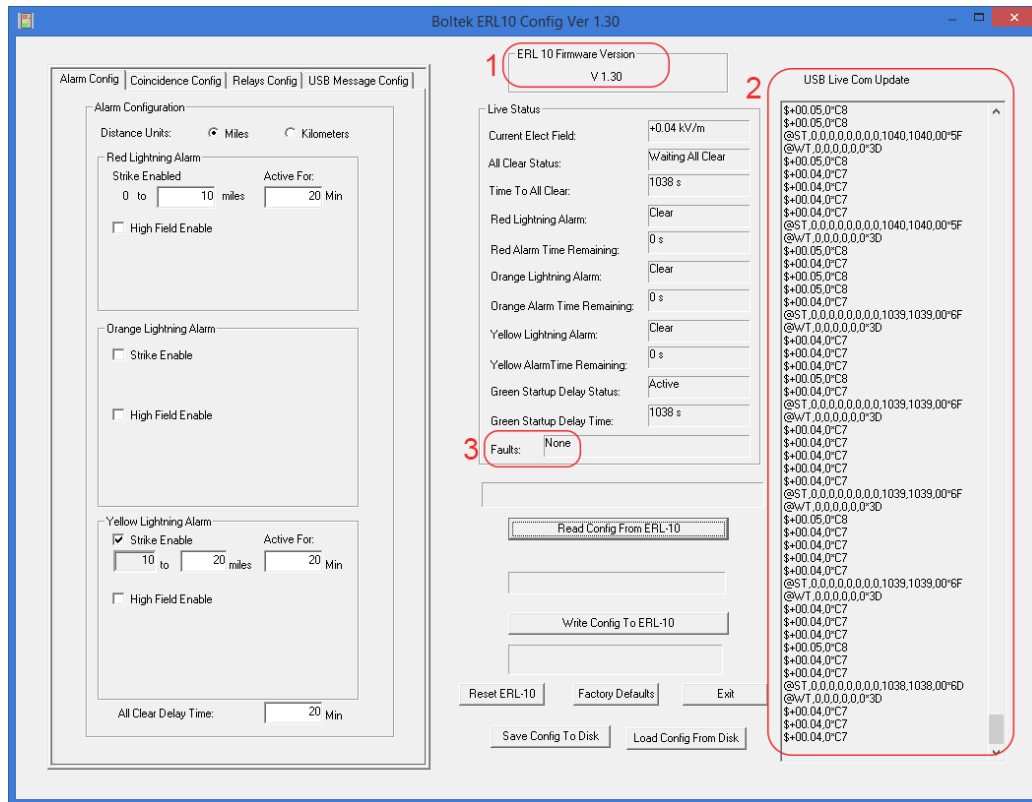 Boltek ERL10 Config Ver 1.30
1
ERL 10 Firmware Version
V 1.30
Alarm Config
Coincidence Config
Relays Config
USB Message Config
Alarm Configuration
Distance Units:
Miles
Kilometers
Red Lightning Alarm
Strike Enabled
Active For:
0 to 10 miles
20 Min
High Field Enable
Orange Lightning Alarm
Strike Enable
High Field Enable
Yellow Lightning Alarm
Strike Enable
Active For:
10 to 20 miles
20 Min
High Field Enable
All Clear Delay Time: 20 Min
Live Status
Current Elect Field: +0.04 kV/m
All Clear Status: Waiting All Clear
Time To All Clear: 1038 s
Red Lightning Alarm: Clear
Red Alarm Time Remaining: 0 s
Orange Lightning Alarm: Clear
Orange Alarm Time Remaining: 0 s
Yellow Lightning Alarm: Clear
Yellow AlarmTime Remaining: 0 s
Green Startup Delay Status: Active
Green Startup Delay Time: 1038 s
3
Faults: None
Read Config From ERL-10
Write Config To ERL-10
Reset ERL-10
Factory Defaults
Exit
Save Config To Disk
Load Config From Disk
2
USB Live Com Update
$+00.05,0*C8
$+00.05,0*C8
@ST,0,0,0,0,0,0,0,0,1040,1040,00*5F
@WT,0,0,0,0,0,0*3D
$+00.05,0*C8
$+00.04,0*C7
$+00.04,0*C7
$+00.04,0*C7
$+00.04,0*C7
@ST,0,0,0,0,0,0,0,0,1040,1040,00*5F
@WT,0,0,0,0,0,0*3D
$+00.05,0*C8
$+00.04,0*C7
$+00.05,0*C8
$+00.05,0*C8
$+00.04,0*C7
@ST,0,0,0,0,0,0,0,0,1039,1039,00*6F
@WT,0,0,0,0,0,0*3D
$+00.04,0*C7
$+00.04,0*C7
$+00.04,0*C7
$+00.05,0*C8
$+00.04,0*C7
@ST,0,0,0,0,0,0,0,0,1039,1039,00*6F
@WT,0,0,0,0,0,0*3D
$+00.04,0*C7
$+00.04,0*C7
$+00.04,0*C7
$+00.04,0*C7
$+00.04,0*C7
@ST,0,0,0,0,0,0,0,0,1039,1039,00*6F
@WT,0,0,0,0,0,0*3D
$+00.05,0*C8
$+00.04,0*C7
$+00.04,0*C7
$+00.04,0*C7
$+00.04,0*C7
@ST,0,0,0,0,0,0,0,0,1039,1039,00*6F
@WT,0,0,0,0,0,0*3D
$+00.04,0*C7
$+00.04,0*C7
$+00.04,0*C7
$+00.05,0*C8
$+00.04,0*C7
$+00.04,0*C7
@ST,0,0,0,0,0,0,0,0,1038,1038,00*6D
@WT,0,0,0,0,0,0*3D
$+00.04,0*C7
$+00.04,0*C7
$+00.04,0*C7